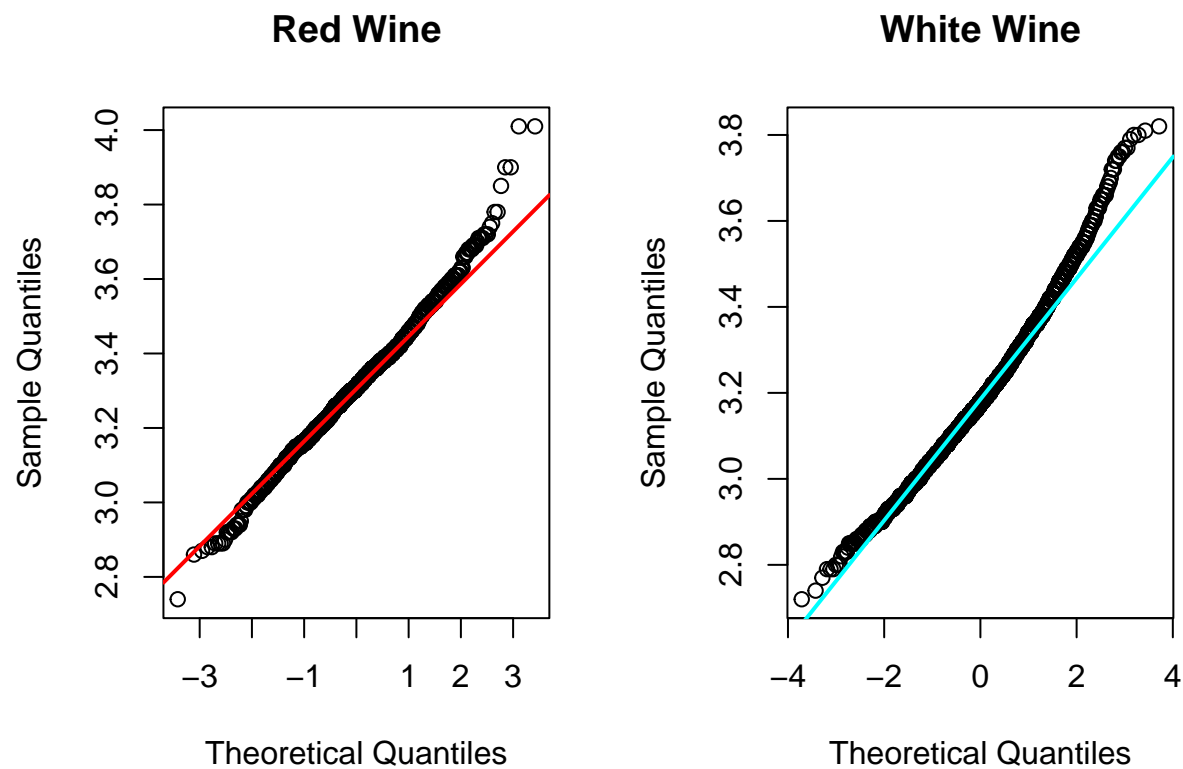 Red Wine
Sample Quantiles
4.0
3.8
3.6
3.4
3.2
3.0
2.8
−3 −1 1 2 3
Theoretical Quantiles
White Wine
Sample Quantiles
3.8
3.6
3.4
3.2
3.0
2.8
−4 −2 0 2 4
Theoretical Quantiles